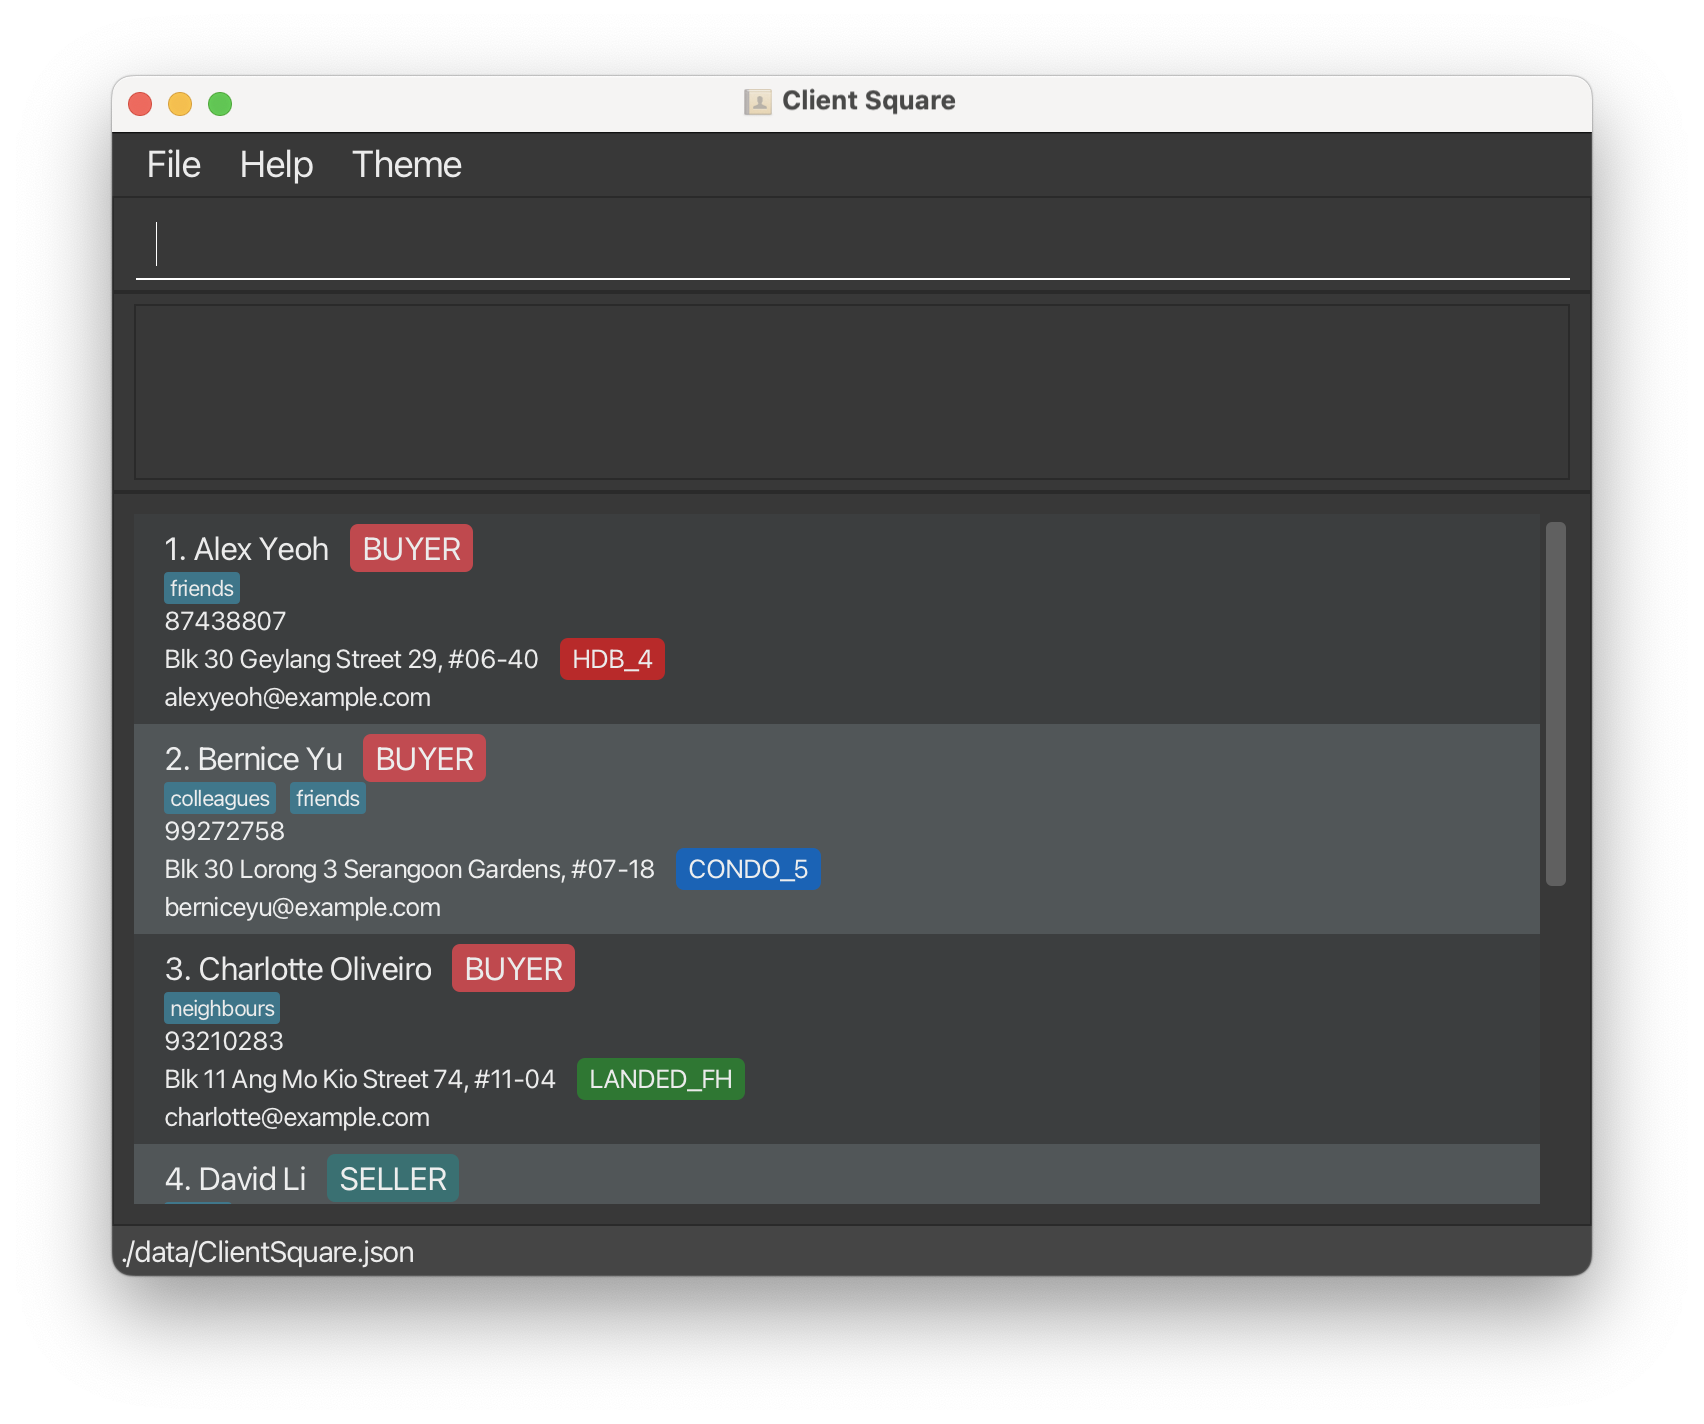 Client Square
File Help Theme
1. Alex Yeoh BUYER
friends
87438807
Blk 30 Geylang Street 29, #06-40 HDB_4
alexyeoh@example.com
2. Bernice Yu BUYER
colleagues friends
99272758
Blk 30 Lorong 3 Serangoon Gardens, #07-18 CONDO_5
berniceyu@example.com
3. Charlotte Oliveiro BUYER
neighbours
93210283
Blk 11 Ang Mo Kio Street 74, #11-04 LANDED_FH
charlotte@example.com
4. David Li SELLER
./data/ClientSquare.json